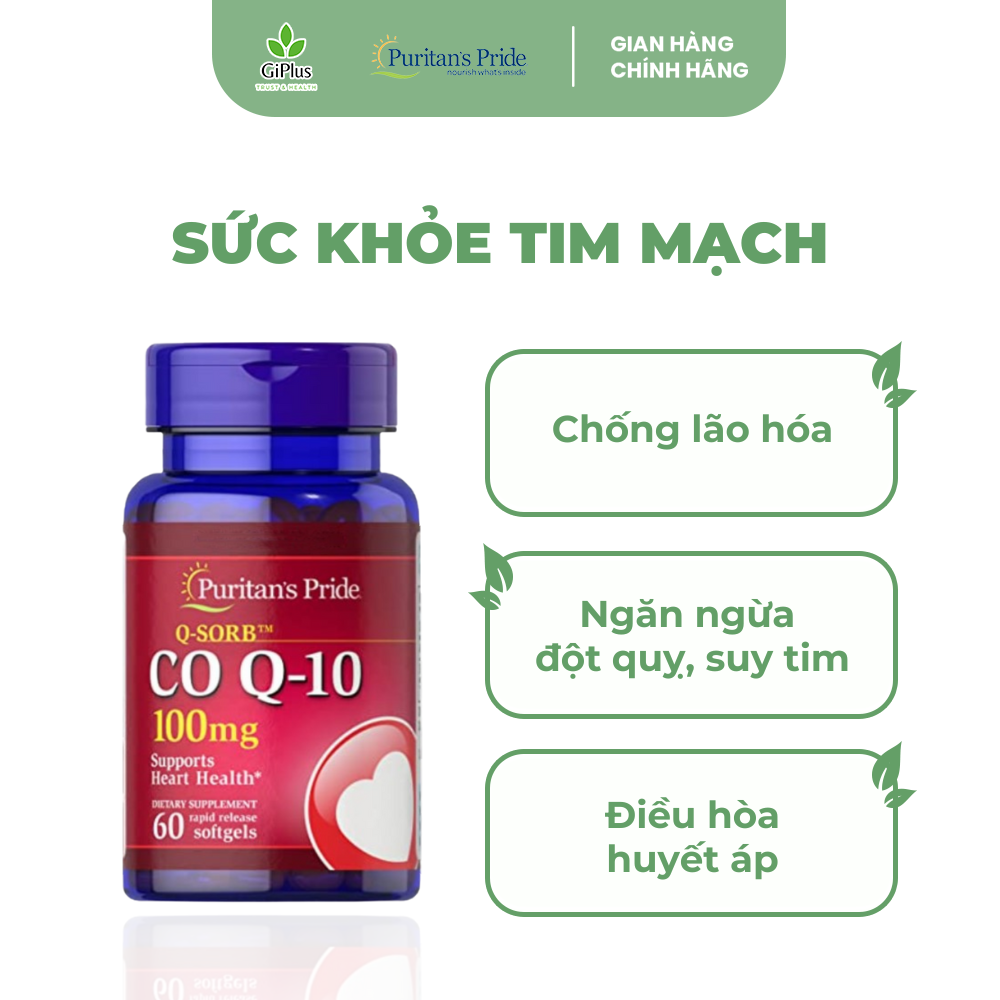 GiPlus
TRUST & HEALTH
Puritan's Pride
nourish what's inside
GIAN HÀNG
CHÍNH HÃNG
SỨC KHỎE TIM MẠCH
Puritan's Pride
Q-SORB™
CO Q-10
100mg
Supports
Heart Health*
DIETARY SUPPLEMENT
60 rapid release
softgels
Chống lão hóa
Ngăn ngừa
đột quỵ, suy tim
Điều hòa
huyết áp